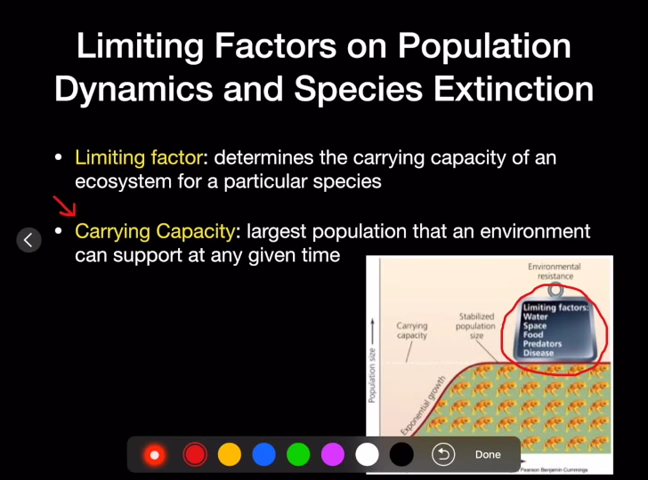 Limiting Factors on Population
Dynamics and Species Extinction
• Limiting factor: determines the carrying capacity of an
ecosystem for a particular species
• Carrying Capacity: largest population that an environment
can support at any given time
Environmental
resistance
Limiting factors:
Water
Space
Food
Predators
Disease
Stabilized
population
size
Carrying
capacity
Population size
Exponential growth
Done
Pearson Benjamin Cummings